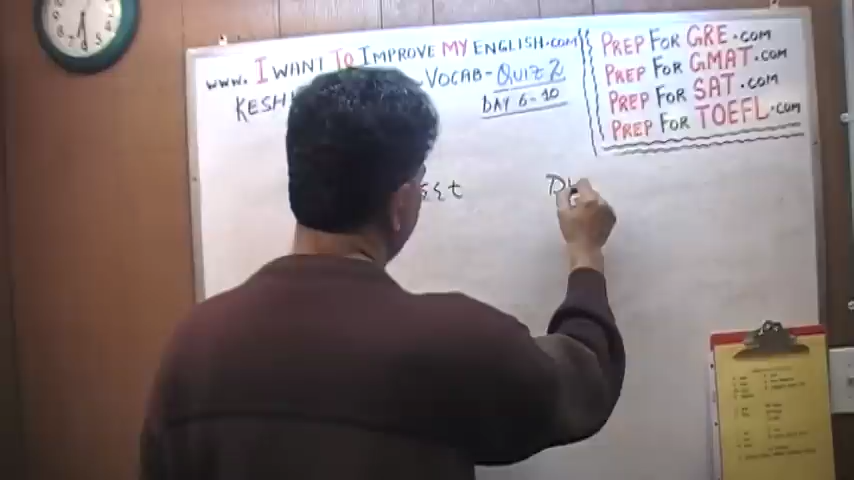 www. I WANT TO IMPROVE MY ENGLISH.COM
KESH VOCAB-QUIZ 2
DAY 6-10
PREP FOR GRE.COM
PREP FOR GMAT.COM
PREP FOR SAT.COM
PREP FOR TOEFL.COM